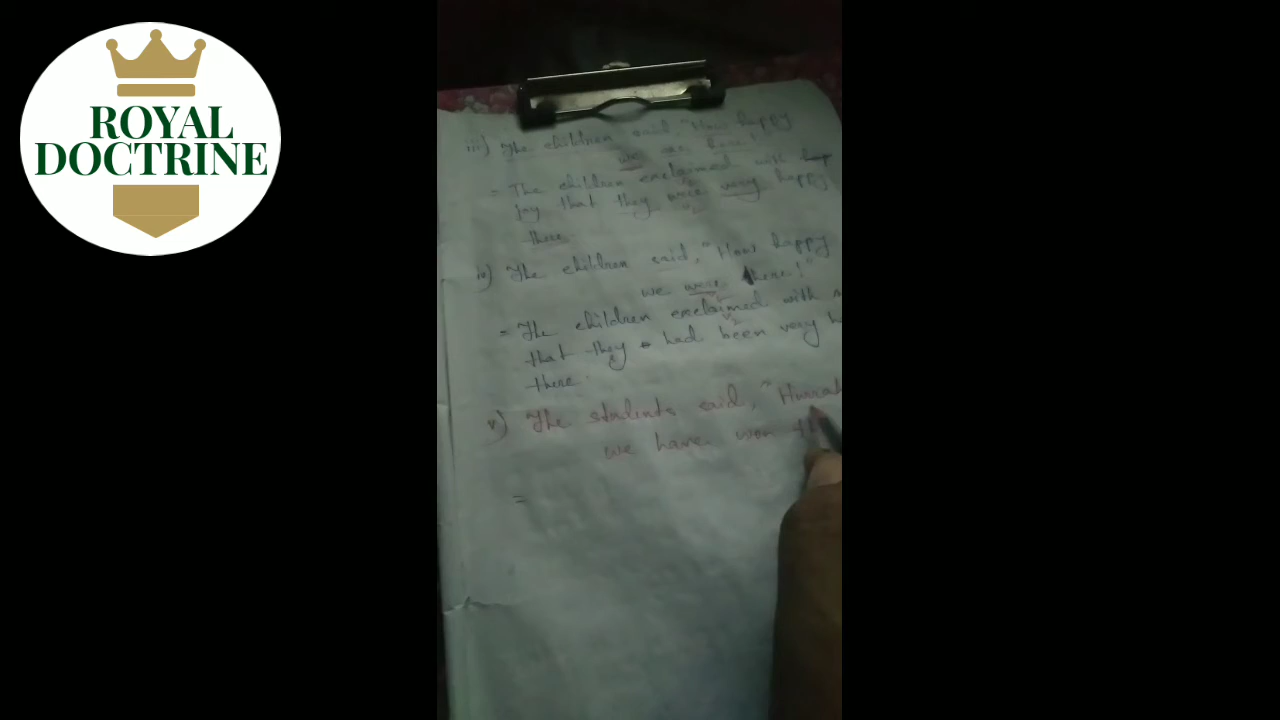 ROYAL
DOCTRINE
iii) The children said "How happy
we are here!"
= The children exclaimed with
joy that they were very happy
there.
iv) The children said, "How happy
we were there!"
= The children exclaimed with
that they had been very
there.
v) The students said, "Hurrah
we have won
=